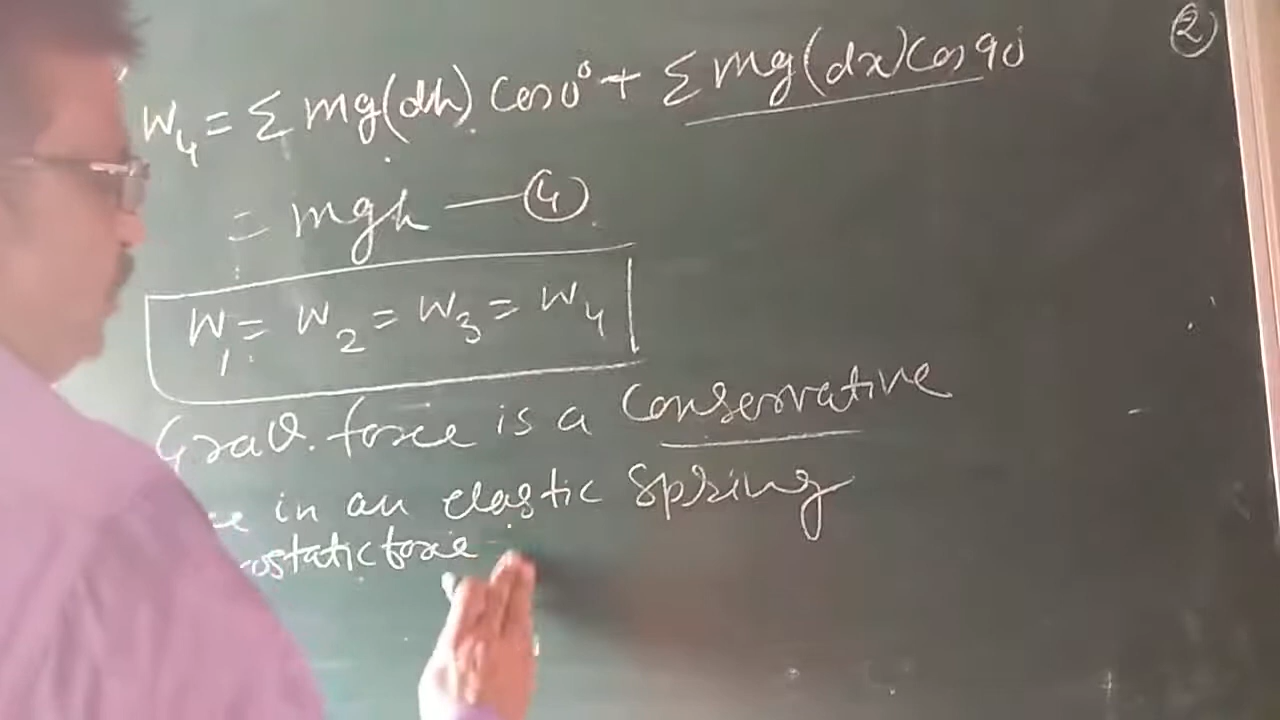 ②
W₄ = Σ mg(dh) Cos0° + Σ mg(dx) Cos90°
= mgh — ④
W₁ = W₂ = W₃ = W₄
Grav. force is a Conservative
in an elastic Spring
ostatic force